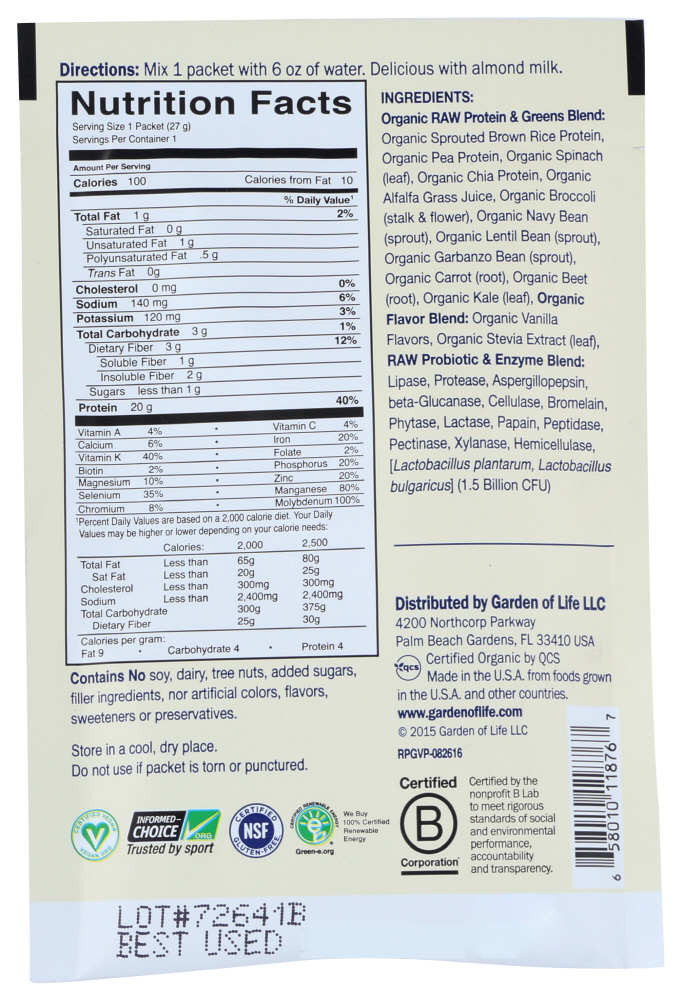 Directions: Mix 1 packet with 6 oz of water. Delicious with almond milk.
Nutrition Facts
Serving Size 1 Packet (27 g)
Servings Per Container 1
Amount Per Serving
Calories 100 Calories from Fat 10
% Daily Value¹
Total Fat 1 g 2%
Saturated Fat 0 g
Unsaturated Fat 1 g
Polyunsaturated Fat .5 g
Trans Fat 0g
Cholesterol 0 mg 0%
Sodium 140 mg 6%
Potassium 120 mg 3%
Total Carbohydrate 3 g 1%
Dietary Fiber 3 g 12%
Soluble Fiber 1 g
Insoluble Fiber 2 g
Sugars less than 1 g
Protein 20 g 40%
Vitamin A 4% • Vitamin C 4%
Calcium 6% • Iron 20%
Vitamin K 40% • Folate 2%
Biotin 2% • Phosphorus 20%
Magnesium 10% • Zinc 20%
Selenium 35% • Manganese 80%
Chromium 8% • Molybdenum 100%
¹Percent Daily Values are based on a 2,000 calorie diet. Your Daily
Values may be higher or lower depending on your calorie needs:
Calories: 2,000 2,500
Total Fat Less than 65g 80g
Sat Fat Less than 20g 25g
Cholesterol Less than 300mg 300mg
Sodium Less than 2,400mg 2,400mg
Total Carbohydrate 300g 375g
Dietary Fiber 25g 30g
Calories per gram:
Fat 9 • Carbohydrate 4 • Protein 4
Contains No soy, dairy, tree nuts, added sugars,
filler ingredients, nor artificial colors, flavors,
sweeteners or preservatives.
Store in a cool, dry place.
Do not use if packet is torn or punctured.
INGREDIENTS:
Organic RAW Protein & Greens Blend:
Organic Sprouted Brown Rice Protein,
Organic Pea Protein, Organic Spinach
(leaf), Organic Chia Protein, Organic
Alfalfa Grass Juice, Organic Broccoli
(stalk & flower), Organic Navy Bean
(sprout), Organic Lentil Bean (sprout),
Organic Garbanzo Bean (sprout),
Organic Carrot (root), Organic Beet
(root), Organic Kale (leaf), Organic
Flavor Blend: Organic Vanilla
Flavors, Organic Stevia Extract (leaf),
RAW Probiotic & Enzyme Blend:
Lipase, Protease, Aspergillopepsin,
beta-Glucanase, Cellulase, Bromelain,
Phytase, Lactase, Papain, Peptidase,
Pectinase, Xylanase, Hemicellulase,
[Lactobacillus plantarum, Lactobacillus
bulgaricus] (1.5 Billion CFU)
Distributed by Garden of Life LLC
4200 Northcorp Parkway
Palm Beach Gardens, FL 33410 USA
qcs Certified Organic by QCS
Made in the U.S.A. from foods grown
in the U.S.A. and other countries.
www.gardenoflife.com
© 2015 Garden of Life LLC
RPGVP-082616
6 58010 11876 7
CERTIFIED VEGAN
VEGAN.ORG
INFORMED-
CHOICE .ORG
Trusted by sport
CERTIFIED
NSF
GLUTEN-FREE
CERTIFIED RENEWABLE ENERGY
Green-e.org
We Buy
100% Certified
Renewable
Energy
Certified
B
Corporation
Certified by the
nonprofit B Lab
to meet rigorous
standards of social
and environmental
performance,
accountability
and transparency.
LOT#72641B
BEST USED